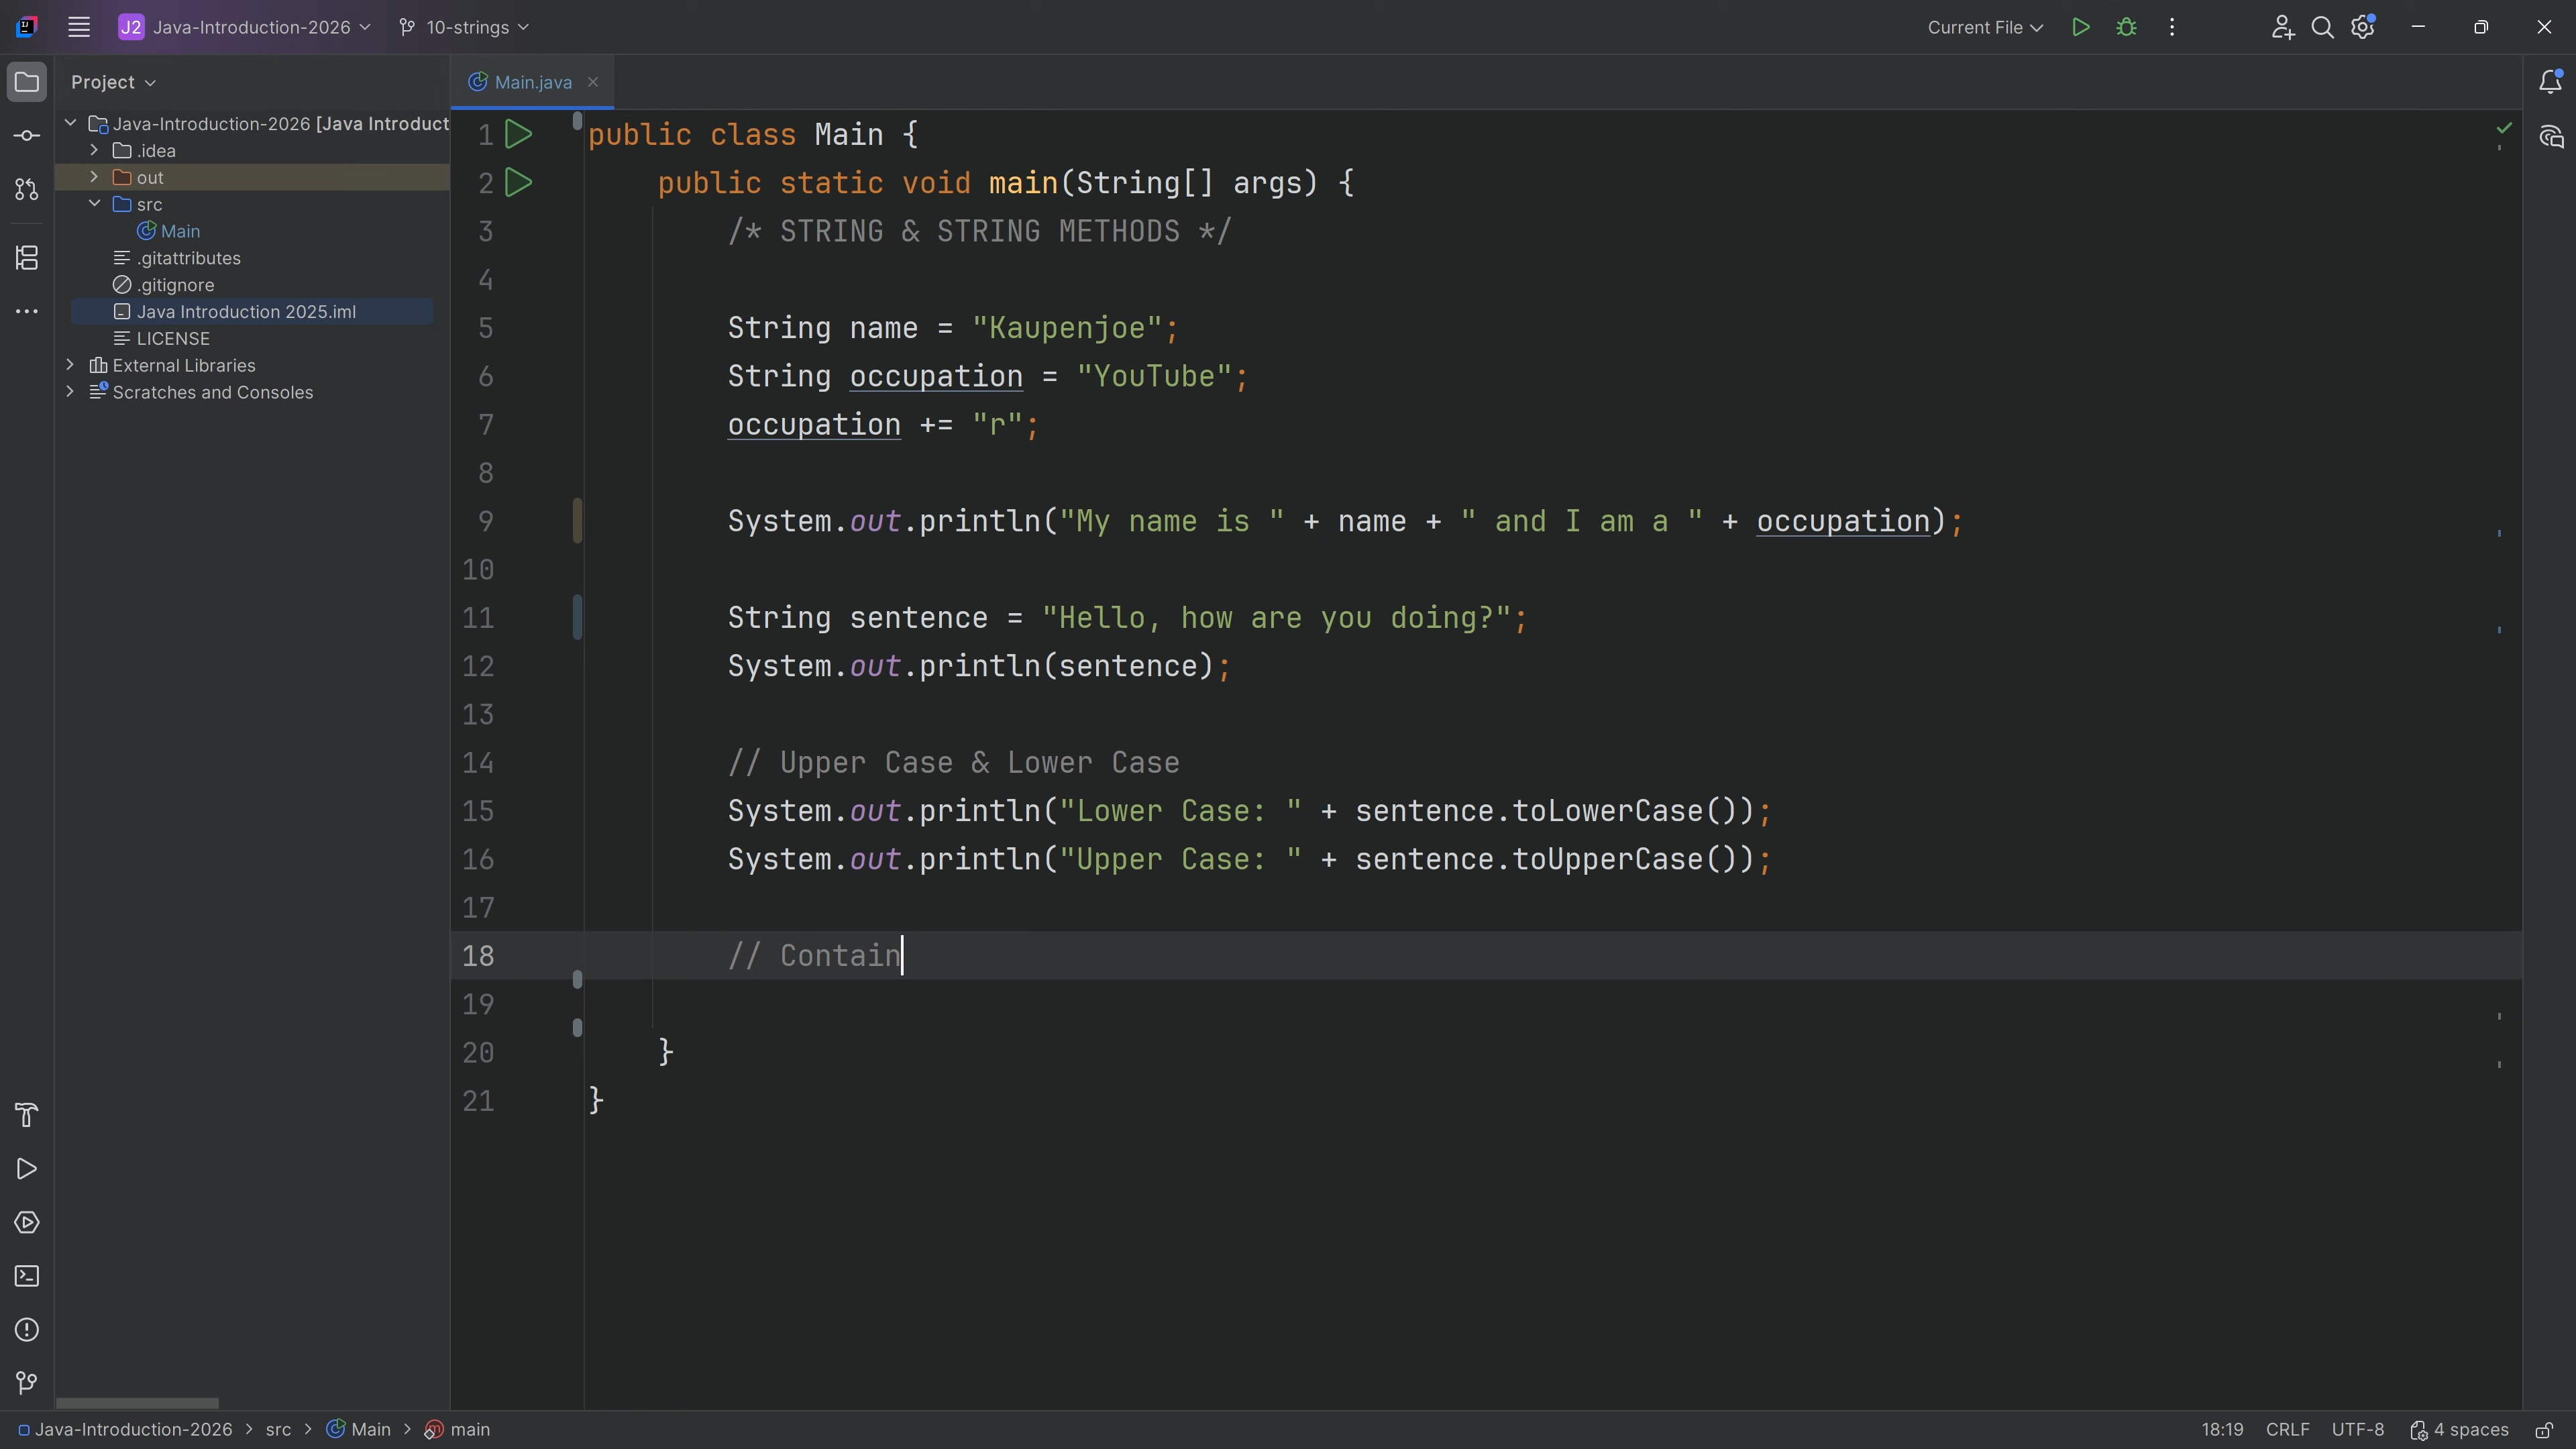 J2 Java-Introduction-2026 10-strings Current File
Project
Main.java
Java-Introduction-2026 [Java Introduct
.idea
out
src
Main
.gitattributes
.gitignore
Java Introduction 2025.iml
LICENSE
External Libraries
Scratches and Consoles
1 public class Main {
2 public static void main(String[] args) {
3 /* STRING & STRING METHODS */
4
5 String name = "Kaupenjoe";
6 String occupation = "YouTube";
7 occupation += "r";
8
9 System.out.println("My name is " + name + " and I am a " + occupation);
10
11 String sentence = "Hello, how are you doing?";
12 System.out.println(sentence);
13
14 // Upper Case & Lower Case
15 System.out.println("Lower Case: " + sentence.toLowerCase());
16 System.out.println("Upper Case: " + sentence.toUpperCase());
17
18 // Contain
19
20 }
21 }
Java-Introduction-2026 > src > Main > main 18:19 CRLF UTF-8 4 spaces